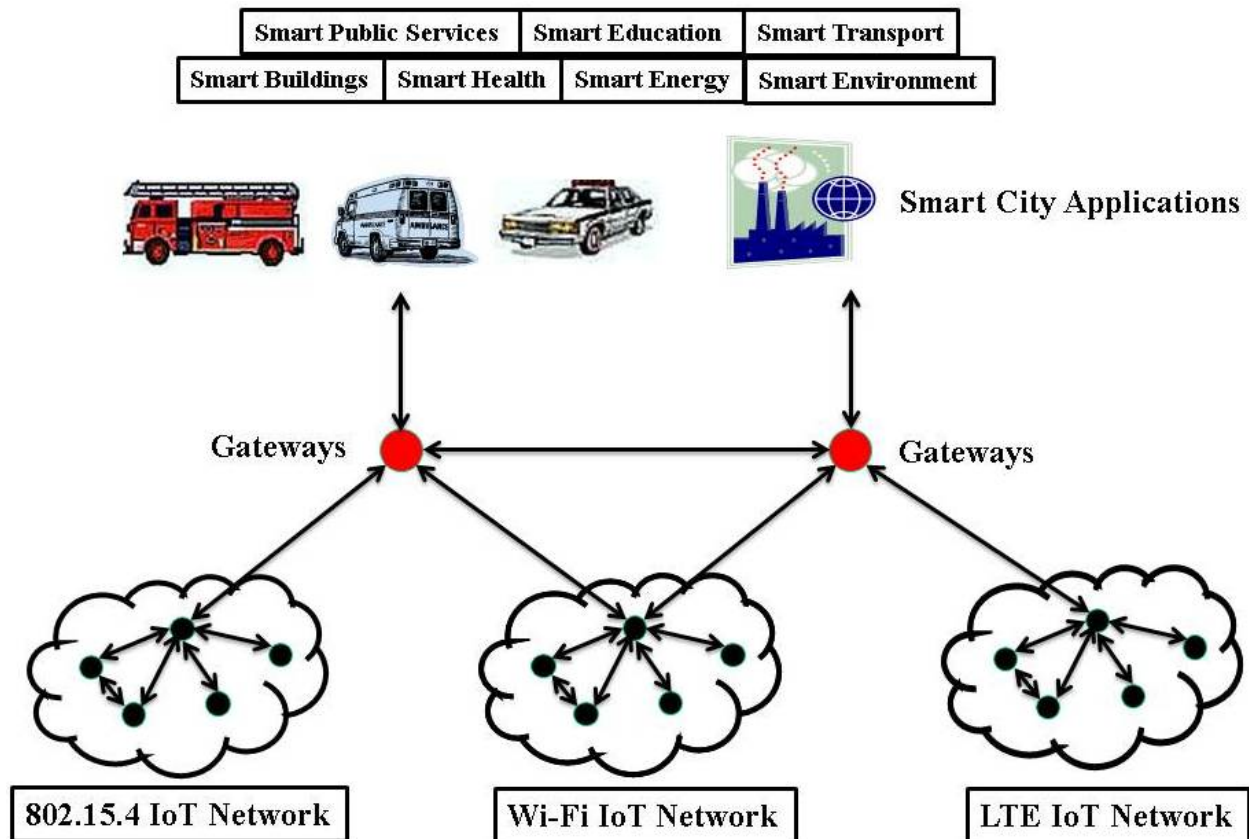 Smart Public Services Smart Education Smart Transport
Smart Buildings Smart Health Smart Energy Smart Environment
AMBULANCE
Smart City Applications
Gateways
Gateways
802.15.4 IoT Network
Wi-Fi IoT Network
LTE IoT Network